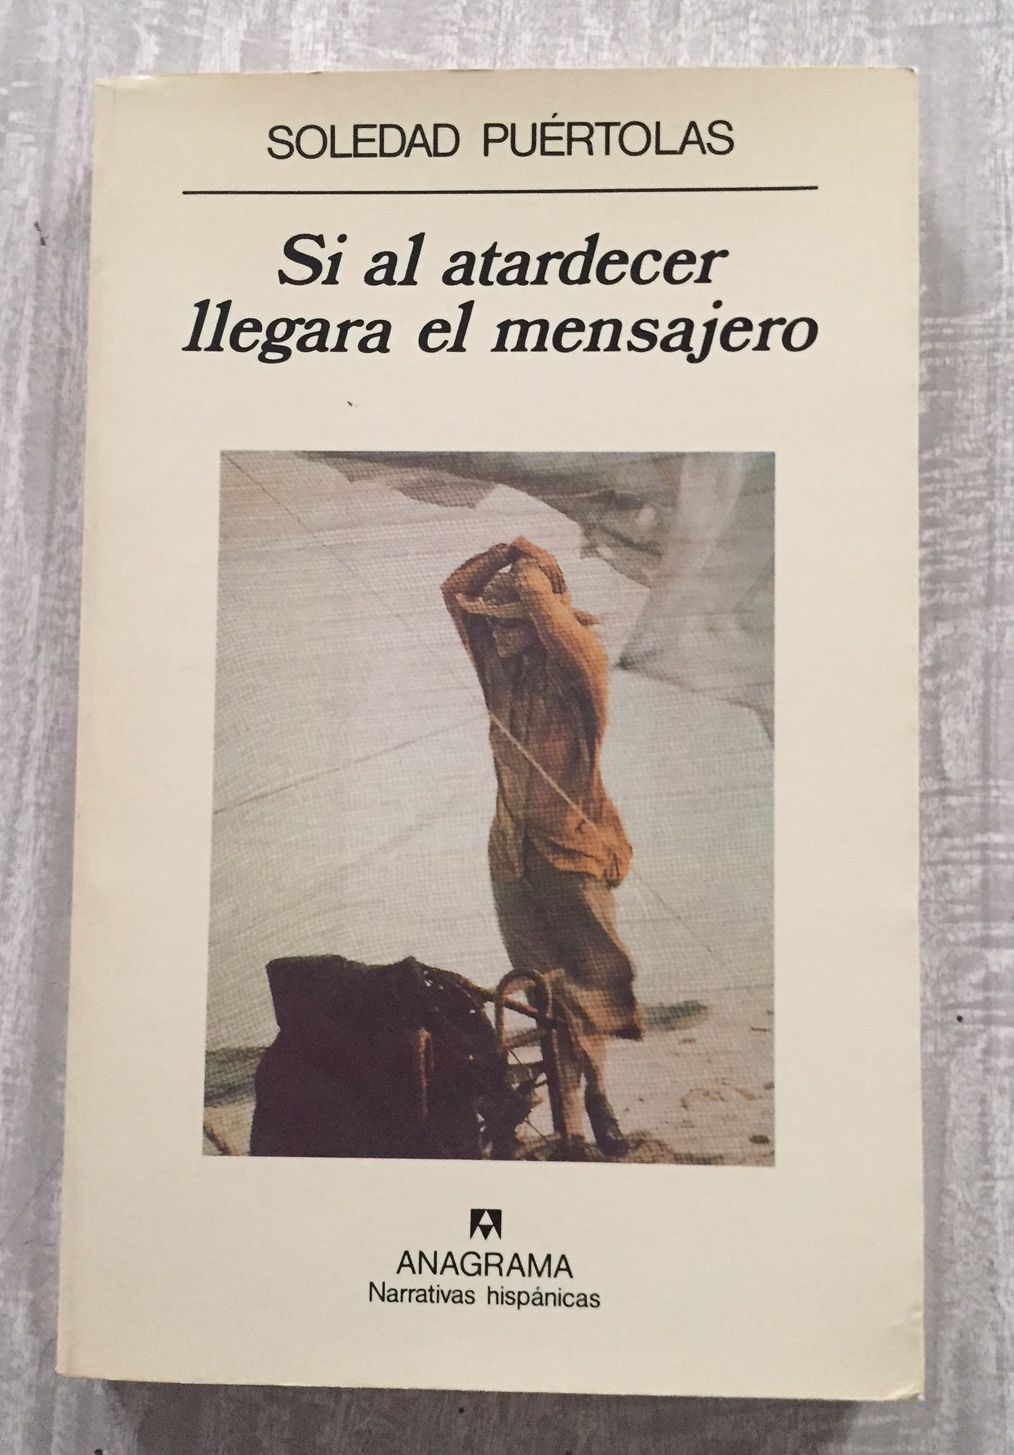 SOLEDAD PUÉRTOLAS
Si al atardecer
llegara el mensajero
ANAGRAMA
Narrativas hispánicas